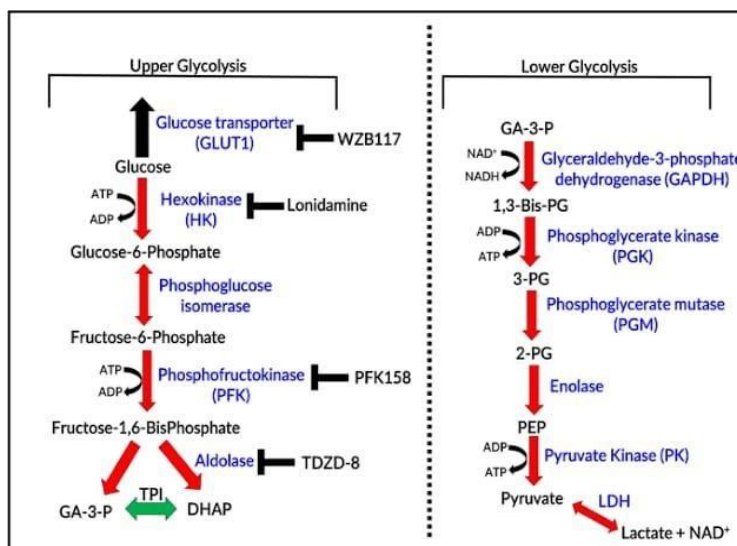 Upper Glycolysis
Glucose transporter
(GLUT1)
WZB117
Glucose
ATP
ADP
Hexokinase
(HK)
Lonidamine
Glucose-6-Phosphate
Phosphoglucose
isomerase
Fructose-6-Phosphate
ATP
ADP
Phosphofructokinase
(PFK)
PFK158
Fructose-1,6-BisPhosphate
Aldolase
TDZD-8
TPI
GA-3-P
DHAP
Lower Glycolysis
GA-3-P
NAD⁺
NADH
Glyceraldehyde-3-phosphate
dehydrogenase (GAPDH)
1,3-Bis-PG
ADP
ATP
Phosphoglycerate kinase
(PGK)
3-PG
Phosphoglycerate mutase
(PGM)
2-PG
Enolase
PEP
ADP
ATP
Pyruvate Kinase (PK)
Pyruvate
LDH
Lactate + NAD⁺